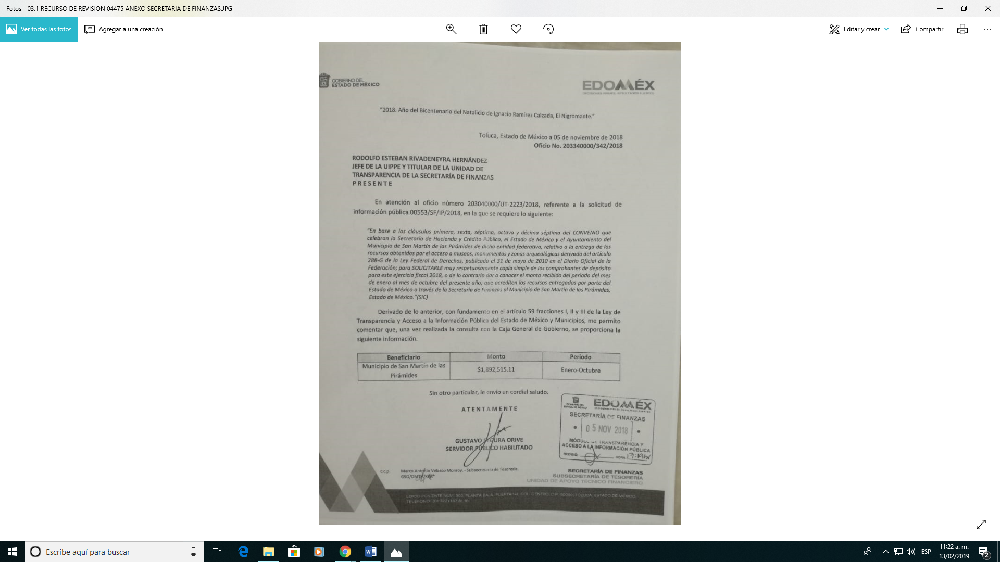 Fotos - 03.1 RECURSO DE REVISION 04475 ANEXO SECRETARIA DE FINANZAS.JPG
Ver todas las fotos
Agregar a una creación
Editar y crear
Compartir
GOBIERNO DEL
ESTADO DE MÉXICO
EDOMÉX
DECISIONES FIRMES, RESULTADOS FUERTES.
"2018. Año del Bicentenario del Natalicio de Ignacio Ramírez Calzada, El Nigromante."
Toluca, Estado de México a 05 de noviembre de 2018
Oficio No. 203340000/342/2018
RODOLFO ESTEBAN RIVADENEYRA HERNÁNDEZ
JEFE DE LA UIPPE Y TITULAR DE LA UNIDAD DE
TRANSPARENCIA DE LA SECRETARÍA DE FINANZAS
P R E S E N T E
En atención al oficio número 203040000/UT-2223/2018, referente a la solicitud de
información pública 00553/SF/IP/2018, en la que se requiere lo siguiente:
"En base a las cláusulas primera, sexta, séptima, octava y décima séptima del CONVENIO que
celebran la Secretaría de Hacienda y Crédito Público, el Estado de México y el Ayuntamiento del
Municipio de San Martín de las Pirámides de dicha entidad federativa, relativo a la entrega de los
recursos obtenidos por el acceso a museos, monumentos y zonas arqueológicas derivado del artículo
288-G de la Ley Federal de Derechos, publicado el 31 de mayo de 2010 en el Diario Oficial de la
Federación; para SOLICITARLE muy respetuosamente copia simple de los comprobantes de depósito
para este ejercicio fiscal 2018, o de lo contrario dar a conocer el monto recibido del periodo del mes
de enero al mes de octubre del presente año; que acrediten los recursos entregados por parte del
Estado de México a través de la Secretaria de Finanzas al Municipio de San Martín de las Pirámides,
Estado de México."(SIC)
Derivado de lo anterior, con fundamento en el artículo 59 fracciones I, II y III de la Ley de
Transparencia y Acceso a la Información Pública del Estado de México y Municipios, me permito
comentar que, una vez realizada la consulta con la Caja General de Gobierno, se proporciona la
siguiente información.
Beneficiario Monto Periodo
Municipio de San Martín de las
Pirámides $1,892,515.11 Enero-Octubre
Sin otro particular, le envío un cordial saludo.
A T E N T A M E N T E
GUSTAVO SEGURA ORIVE
SERVIDOR PÚBLICO HABILITADO
GOBIERNO DEL
ESTADO DE MÉXICO
EDOMÉX
DECISIONES FIRMES, RESULTADOS FUERTES.
SECRETARÍA DE FINANZAS
05 NOV 2018
MÓDULO DE TRANSPARENCIA Y
ACCESO A LA INFORMACIÓN PÚBLICA
RECIBIÓ: HORA
c.c.p. Marco Antonio Velasco Monroy. - Subsecretario de Tesorería.
SECRETARÍA DE FINANZAS
SUBSECRETARÍA DE TESORERÍA
UNIDAD DE APOYO TÉCNICO FINANCIERO
LERDO PONIENTE NÚM. 300, PLANTA BAJA, PUERTA 141, COL. CENTRO, C.P. 50000, TOLUCA, ESTADO DE MÉXICO.
TELÉFONO: (01 722) 167 81 10.
Escribe aquí para buscar
ESP
11:22 a. m.
13/02/2019
2